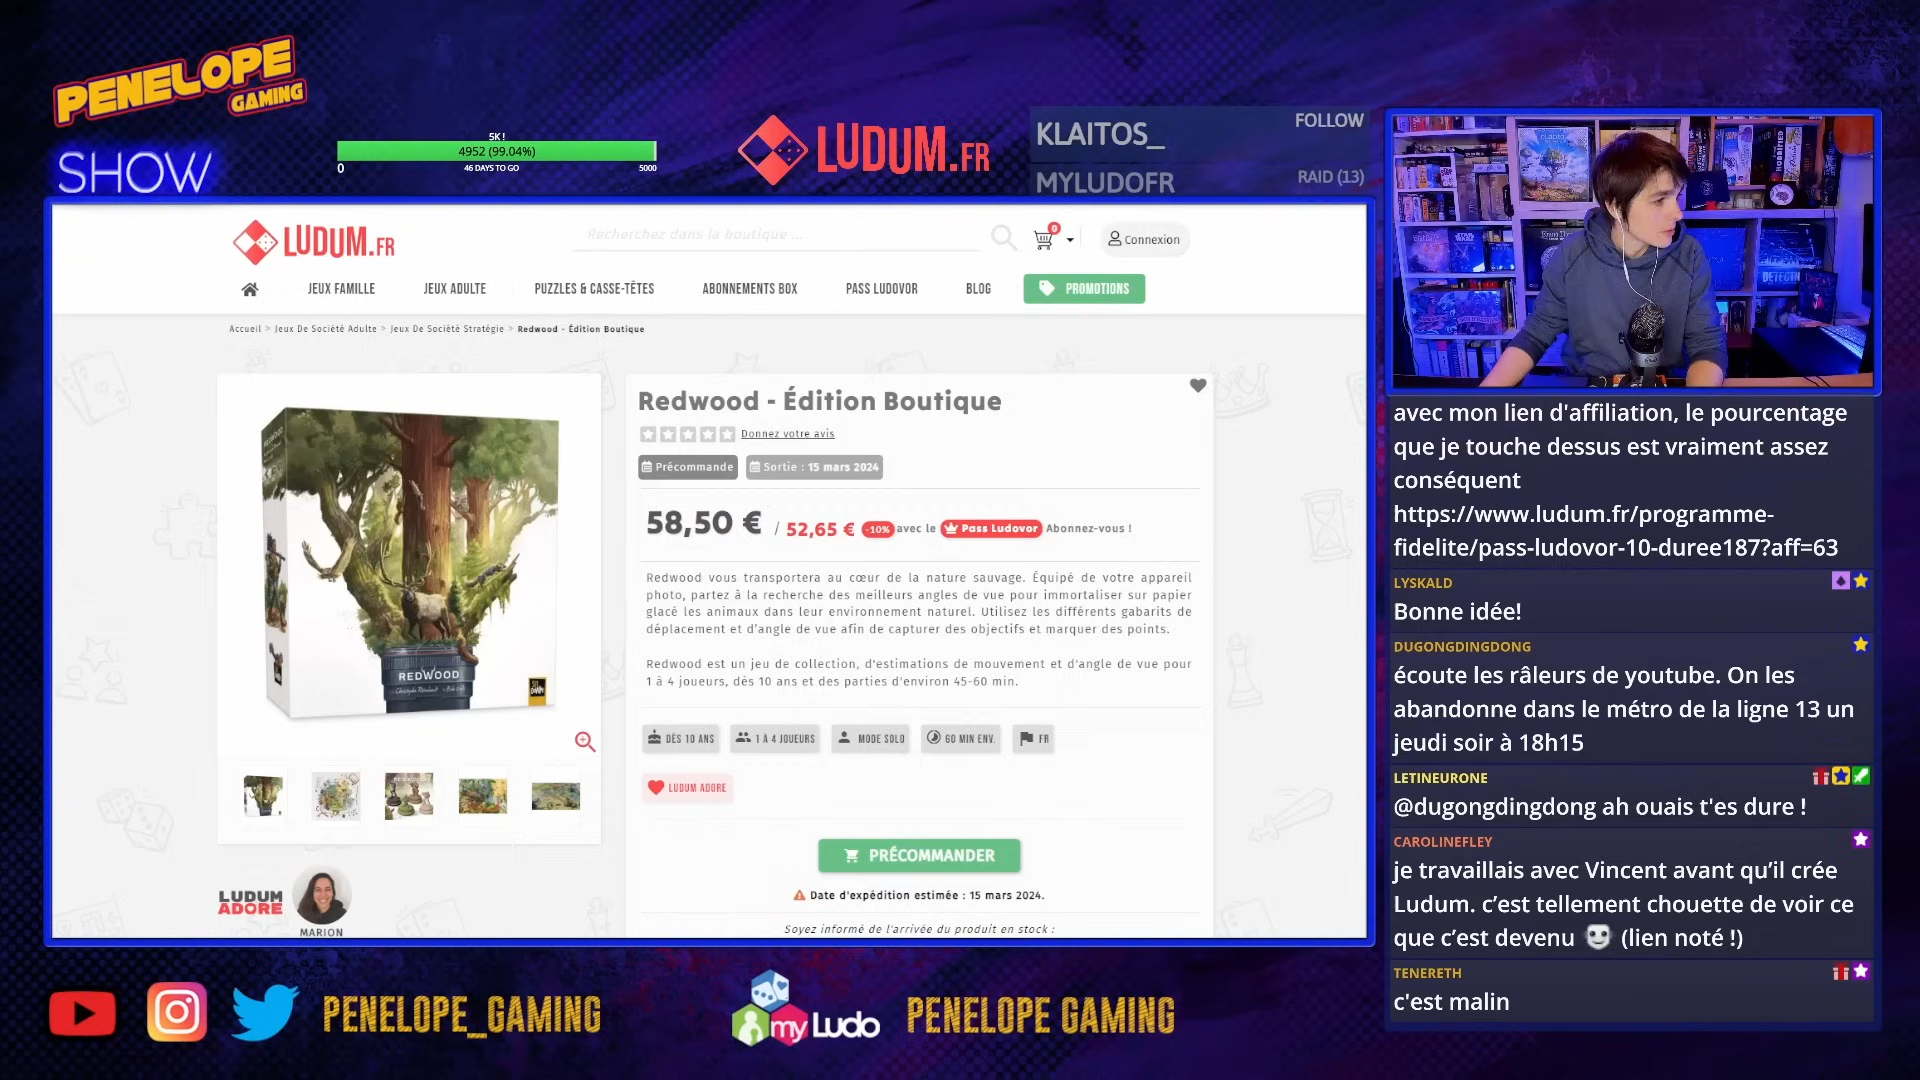 PENELOPE
GAMING
SHOW
5K !
4952 (99.04%)
0
46 DAYS TO GO
5000
LUDUM.FR
KLAITOS_
FOLLOW
MYLUDOFR
RAID (13)
LUDUM.FR
Recherchez dans la boutique ...
0
Connexion
JEUX FAMILLE
JEUX ADULTE
PUZZLES & CASSE-TÊTES
ABONNEMENTS BOX
PASS LUDOVOR
BLOG
PROMOTIONS
Accueil > Jeux De Société Adulte > Jeux De Société Stratégie > Redwood - Édition Boutique
REDWOOD
Redwood - Édition Boutique
Donnez votre avis
Précommande
Sortie : 15 mars 2024
58,50 € / 52,65 € -10% avec le Pass Ludovor Abonnez-vous !
Redwood vous transportera au cœur de la nature sauvage. Équipé de votre appareil
photo, partez à la recherche des meilleurs angles de vue pour immortaliser sur papier
glacé les animaux dans leur environnement naturel. Utilisez les différents gabarits de
déplacement et d'angle de vue afin de capturer des objectifs et marquer des points.
Redwood est un jeu de collection, d'estimations de mouvement et d'angle de vue pour
1 à 4 joueurs, dès 10 ans et des parties d'environ 45-60 min.
DÈS 10 ANS
1 À 4 JOUEURS
MODE SOLO
60 MIN ENV.
FR
LUDUM ADORE
PRÉCOMMANDER
Date d'expédition estimée : 15 mars 2024.
Soyez informé de l'arrivée du produit en stock :
LUDUM
ADORE
MARION
avec mon lien d'affiliation, le pourcentage
que je touche dessus est vraiment assez
conséquent
https://www.ludum.fr/programme-
fidelite/pass-ludovor-10-duree187?aff=63
LYSKALD
Bonne idée!
DUGONGDINGDONG
écoute les râleurs de youtube. On les
abandonne dans le métro de la ligne 13 un
jeudi soir à 18h15
LETINEURONE
@dugongdingdong ah ouais t'es dure !
CAROLINEFLEY
je travaillais avec Vincent avant qu'il crée
Ludum. c'est tellement chouette de voir ce
que c'est devenu (lien noté !)
TENERETH
c'est malin
PENELOPE_GAMING
my Ludo
PENELOPE GAMING